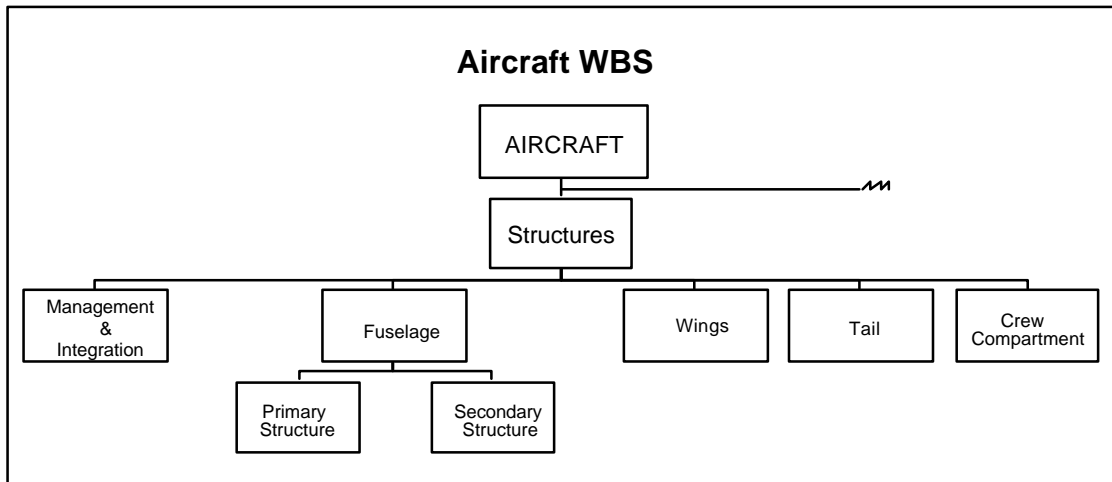 Aircraft WBS
AIRCRAFT
Structures
Management
&
Integration
Fuselage
Wings
Tail
Crew
Compartment
Primary
Structure
Secondary
Structure